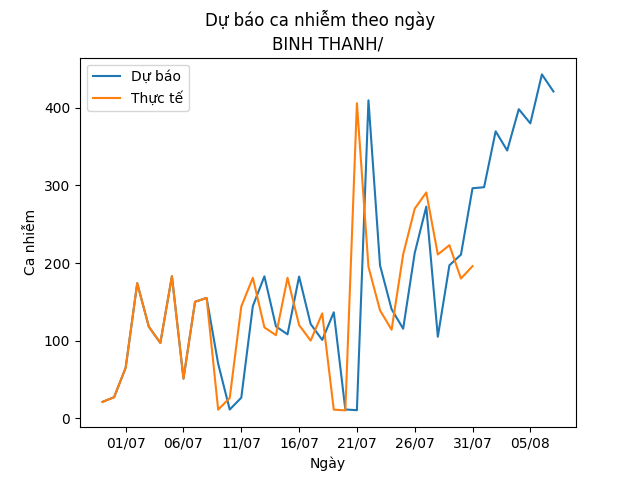 Dự báo ca nhiễm theo ngày
BINH THANH/
Dự báo
Thực tế
Ca nhiễm
400
300
200
100
0
01/07 06/07 11/07 16/07 21/07 26/07 31/07 05/08
Ngày